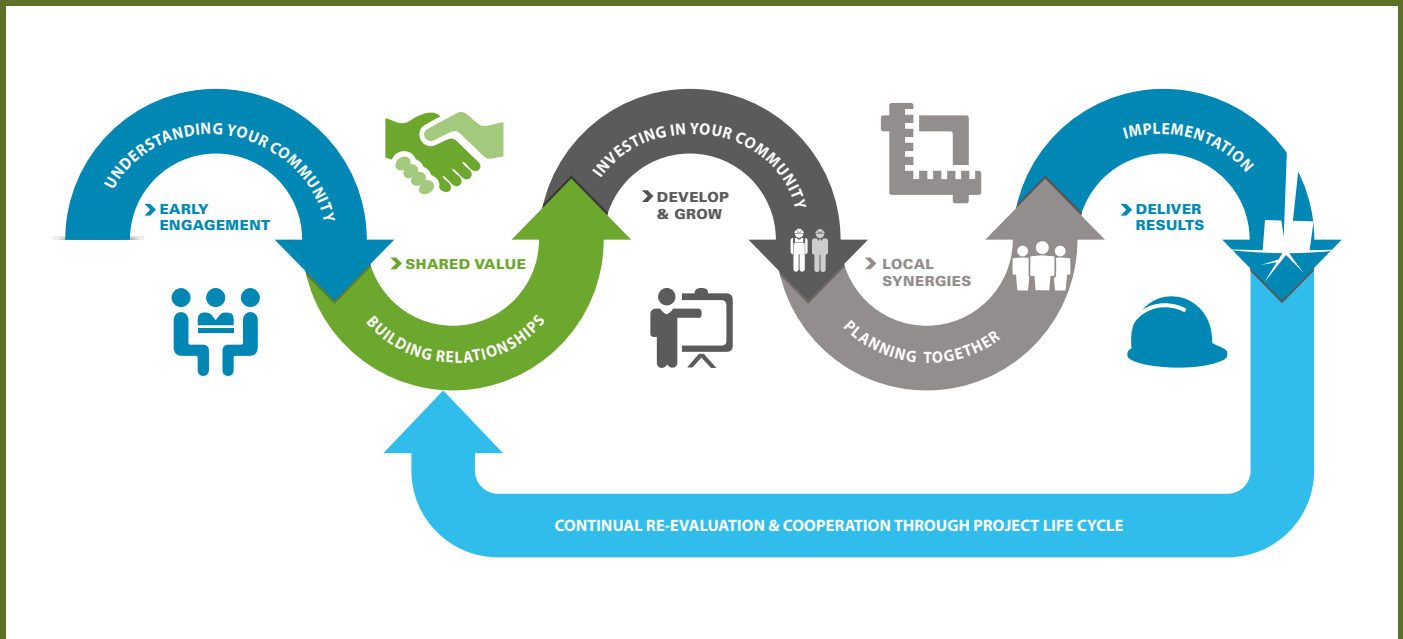 UNDERSTANDING YOUR COMMUNITY
EARLY
ENGAGEMENT
BUILDING RELATIONSHIPS
SHARED VALUE
INVESTING IN YOUR COMMUNITY
DEVELOP
& GROW
PLANNING TOGETHER
LOCAL
SYNERGIES
IMPLEMENTATION
DELIVER
RESULTS
CONTINUAL RE-EVALUATION & COOPERATION THROUGH PROJECT LIFE CYCLE